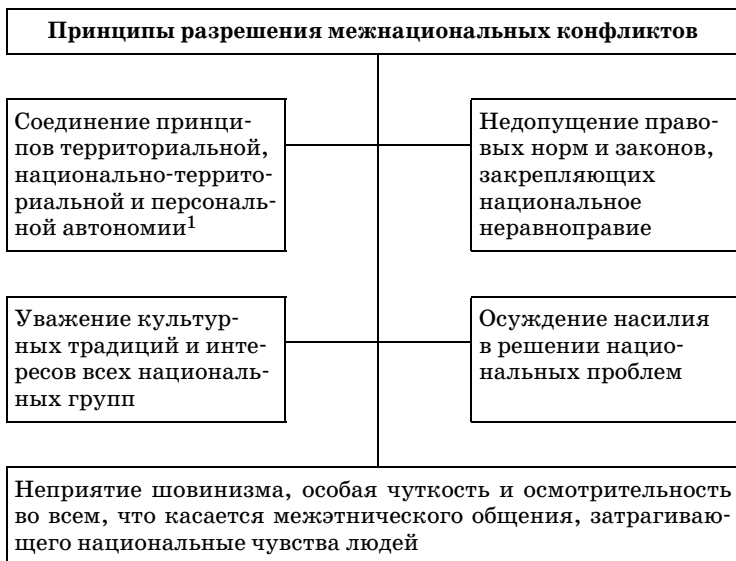 Принципы разрешения межнациональных конфликтов
Соединение принци-
пов территориальной,
национально-террито-
риальной и персональ-
ной автономии1
Недопущение право-
вых норм и законов,
закрепляющих
национальное
неравноправие
Уважение культур-
ных традиций и инте-
ресов всех националь-
ных групп
Осуждение насилия
в решении нацио-
нальных проблем
Неприятие шовинизма, особая чуткость и осмотрительность
во всем, что касается межэтнического общения, затрагиваю-
щего национальные чувства людей